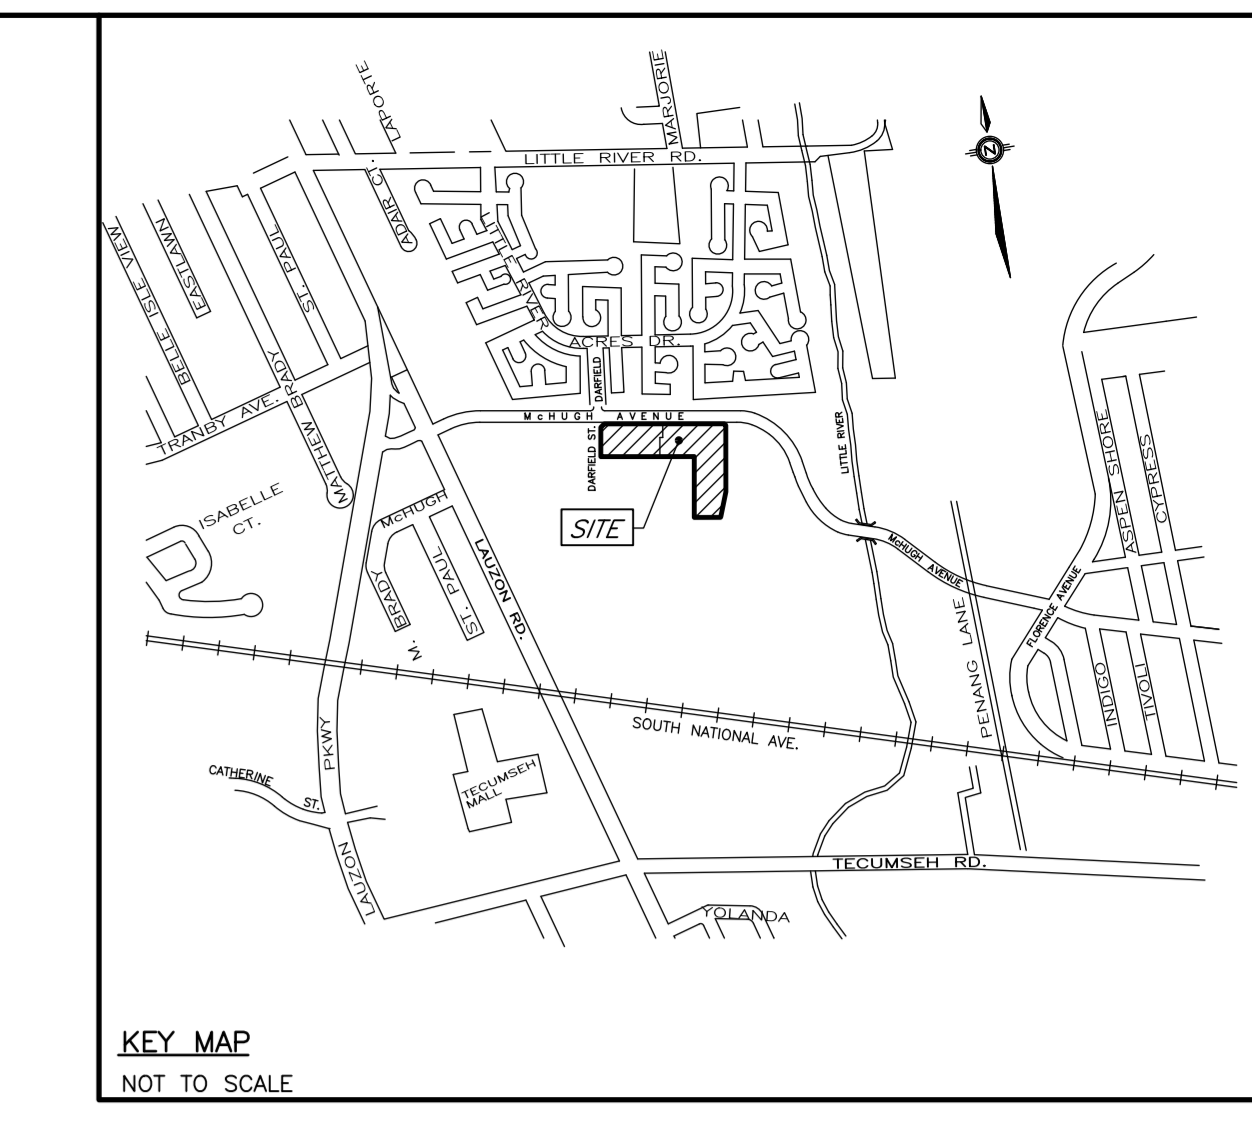 LAPORTE
MARJORIE
LITTLE RIVER RD.
N
ADAIR CT.
BELLE ISLE VIEW
EASTLAWN
ST. PAUL
LITTLE RIVER
ACRES DR.
DARFIELD
McHUGH AVENUE
TRANBY AVE.
MATTHEW BRADY
DARFIELD ST.
LITTLE RIVER
SITE
ISABELLE
CT.
McHUGH
BRADY
M.
ST. PAUL
LAUZON RD.
McHUGH AVENUE
FLORENCE AVENUE
ASPEN SHORE
CYPRESS
PENANG LANE
INDIGO
TIVOLI
SOUTH NATIONAL AVE.
PKWY
CATHERINE
ST.
TECUMSEH
MALL
LAUZON
TECUMSEH RD.
YOLANDA
KEY MAP
NOT TO SCALE